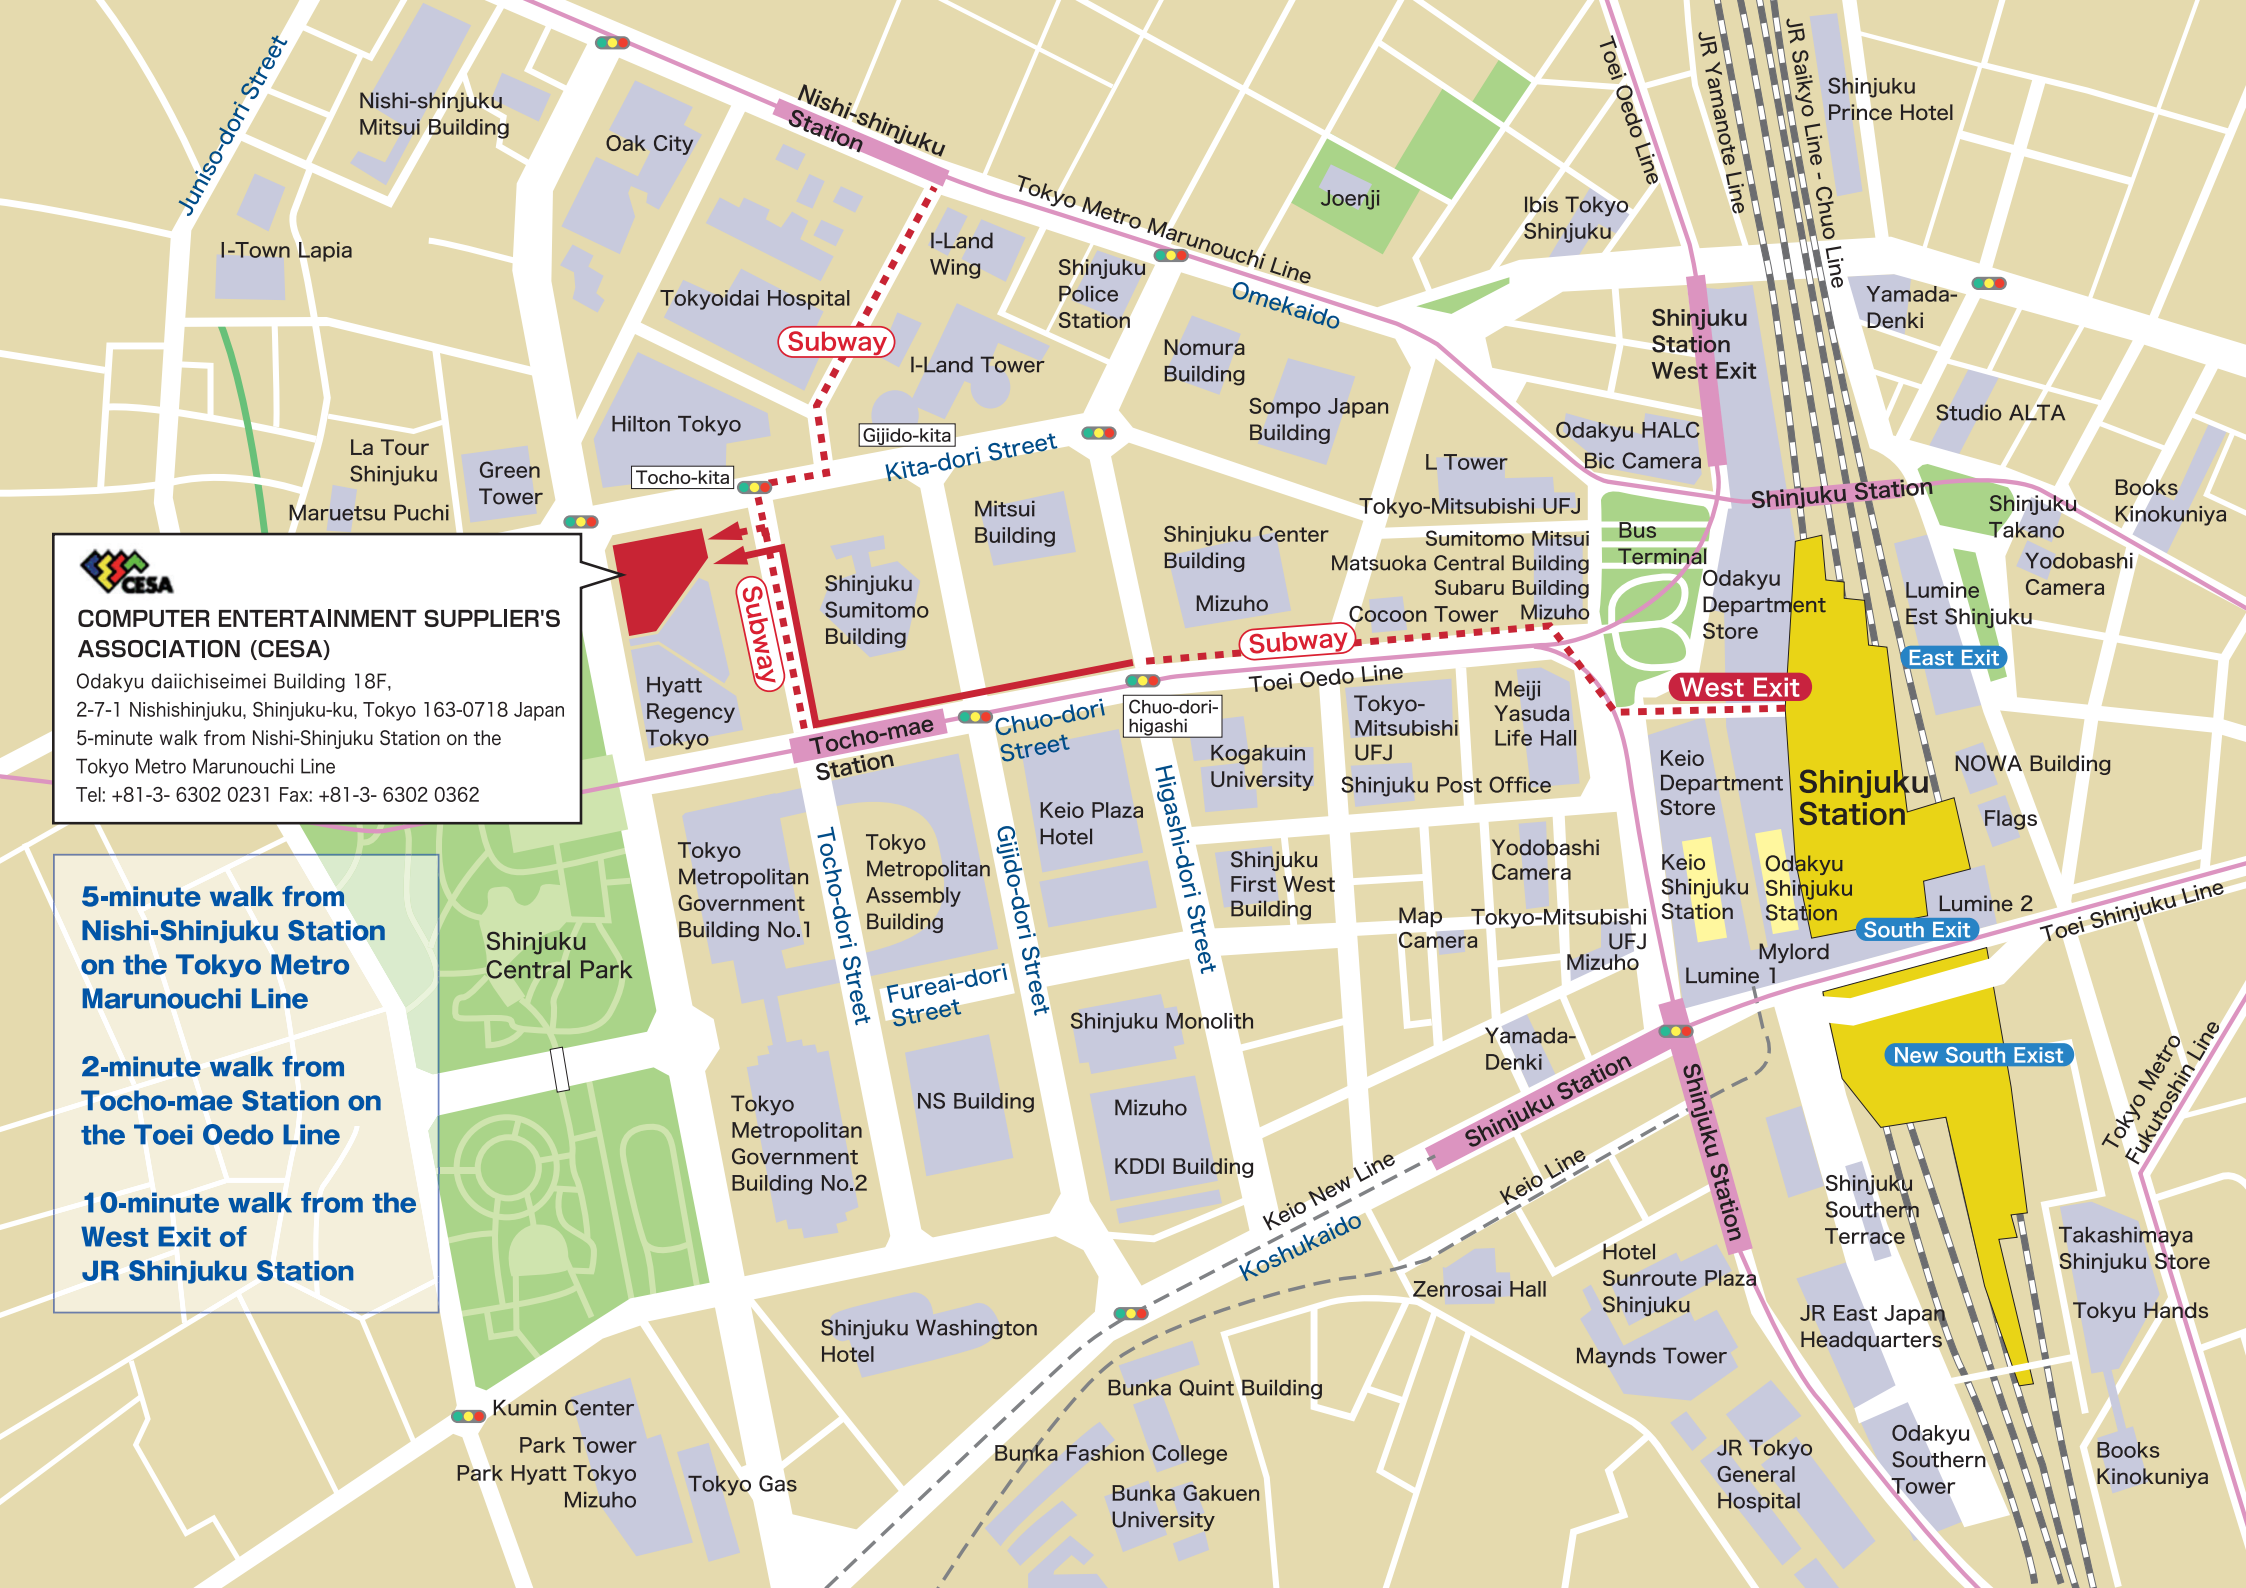 Juniso-dori Street
Nishi-shinjuku
Mitsui Building
Oak City
Nishi-shinjuku
Station
I-Town Lapia
Tokyoidai Hospital
Subway
I-Land
Wing
Shinjuku
Police
Station
I-Land Tower
Tokyo Metro Marunouchi Line
Omekaido
Joenji
Ibis Tokyo
Shinjuku
Toei Oedo Line
JR Yamanote Line
JR Saikyo Line - Chuo Line
Shinjuku
Prince Hotel
Yamada-
Denki
Shinjuku
Station
West Exit
Nomura
Building
Sompo Japan
Building
Hilton Tokyo
Gijido-kita
Kita-dori Street
Tocho-kita
La Tour
Shinjuku
Green
Tower
Maruetsu Puchi
Mitsui
Building
Shinjuku Center
Building
Mizuho
L Tower
Tokyo-Mitsubishi UFJ
Sumitomo Mitsui
Matsuoka Central Building
Subaru Building
Cocoon Tower
Mizuho
Odakyu HALC
Bic Camera
Shinjuku Station
Bus
Terminal
Odakyu
Department
Store
Studio ALTA
Shinjuku
Takano
Books
Kinokuniya
Yodobashi
Camera
Lumine
Est Shinjuku
East Exit
West Exit
CESA
COMPUTER ENTERTAINMENT SUPPLIER'S
ASSOCIATION (CESA)
Odakyu daiichiseimei Building 18F,
2-7-1 Nishishinjuku, Shinjuku-ku, Tokyo 163-0718 Japan
5-minute walk from Nishi-Shinjuku Station on the
Tokyo Metro Marunouchi Line
Tel: +81-3- 6302 0231 Fax: +81-3- 6302 0362
Subway
Shinjuku
Sumitomo
Building
Hyatt
Regency
Tokyo
Subway
Toei Oedo Line
Tocho-mae
Station
Chuo-dori
Street
Chuo-dori-
higashi
Kogakuin
University
Tokyo-
Mitsubishi
UFJ
Meiji
Yasuda
Life Hall
Shinjuku Post Office
Keio
Department
Store
Shinjuku
Station
NOWA Building
Flags
Keio
Shinjuku
Station
Odakyu
Shinjuku
Station
Lumine 2
South Exit
Mylord
Lumine 1
Toei Shinjuku Line
Keio Plaza
Hotel
Higashi-dori Street
Shinjuku
First West
Building
Yodobashi
Camera
Map
Camera
Tokyo-Mitsubishi
UFJ
Mizuho
Tokyo
Metropolitan
Government
Building No.1
Tocho-dori Street
Tokyo
Metropolitan
Assembly
Building
Gijido-dori Street
Fureai-dori
Street
Shinjuku
Central Park
5-minute walk from
Nishi-Shinjuku Station
on the Tokyo Metro
Marunouchi Line
2-minute walk from
Tocho-mae Station on
the Toei Oedo Line
10-minute walk from the
West Exit of
JR Shinjuku Station
Shinjuku Monolith
Yamada-
Denki
Shinjuku Station
Shinjuku Station
New South Exist
Tokyo Metro
Fukutoshin Line
Tokyo
Metropolitan
Government
Building No.2
NS Building
Mizuho
KDDI Building
Keio New Line
Koshukaido
Keio Line
Shinjuku
Southern
Terrace
Takashimaya
Shinjuku Store
Tokyu Hands
Hotel
Sunroute Plaza
Shinjuku
Zenrosai Hall
JR East Japan
Headquarters
Maynds Tower
Shinjuku Washington
Hotel
Bunka Quint Building
Bunka Fashion College
Bunka Gakuen
University
Kumin Center
Park Tower
Park Hyatt Tokyo
Mizuho
Tokyo Gas
JR Tokyo
General
Hospital
Odakyu
Southern
Tower
Books
Kinokuniya